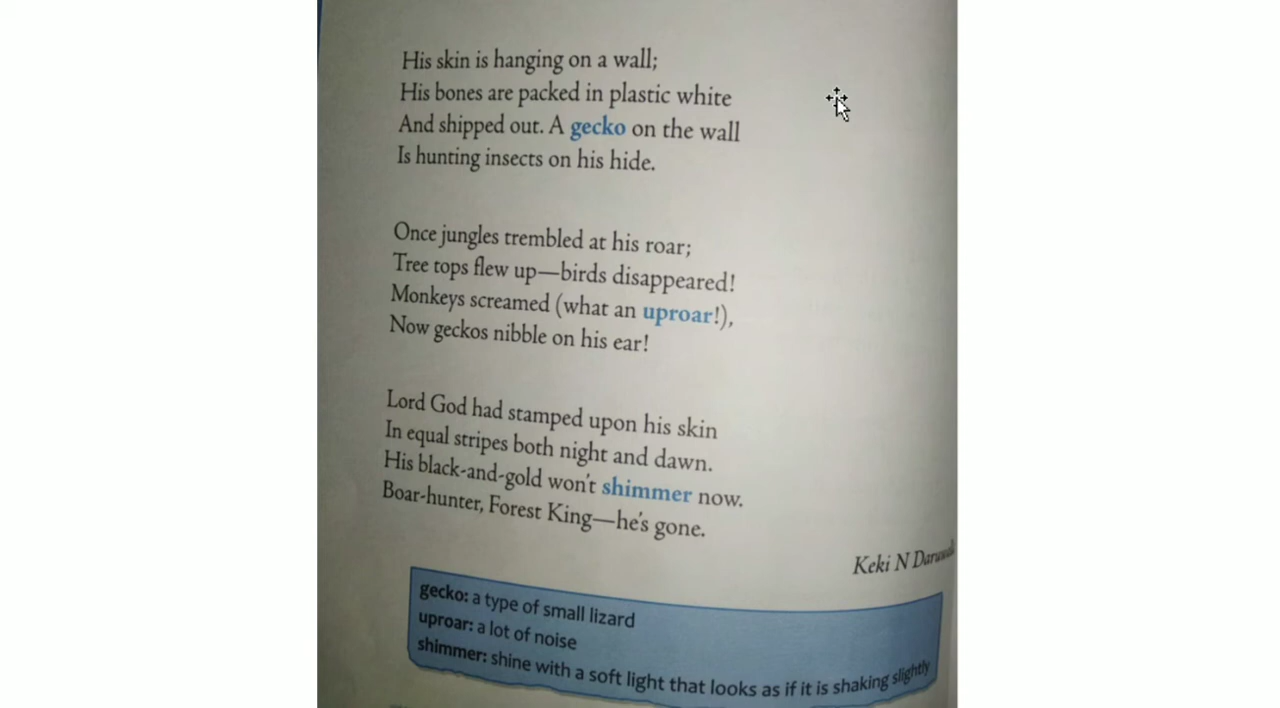 His skin is hanging on a wall;
His bones are packed in plastic white
And shipped out. A gecko on the wall
Is hunting insects on his hide.
Once jungles trembled at his roar;
Tree tops flew up—birds disappeared!
Monkeys screamed (what an uproar!),
Now geckos nibble on his ear!
Lord God had stamped upon his skin
In equal stripes both night and dawn.
His black-and-gold won't shimmer now.
Boar-hunter, Forest King—he's gone.
Keki N
gecko: a type of small lizard
uproar: a lot of noise
shimmer: shine with a soft light that looks as if it is shaking slightly